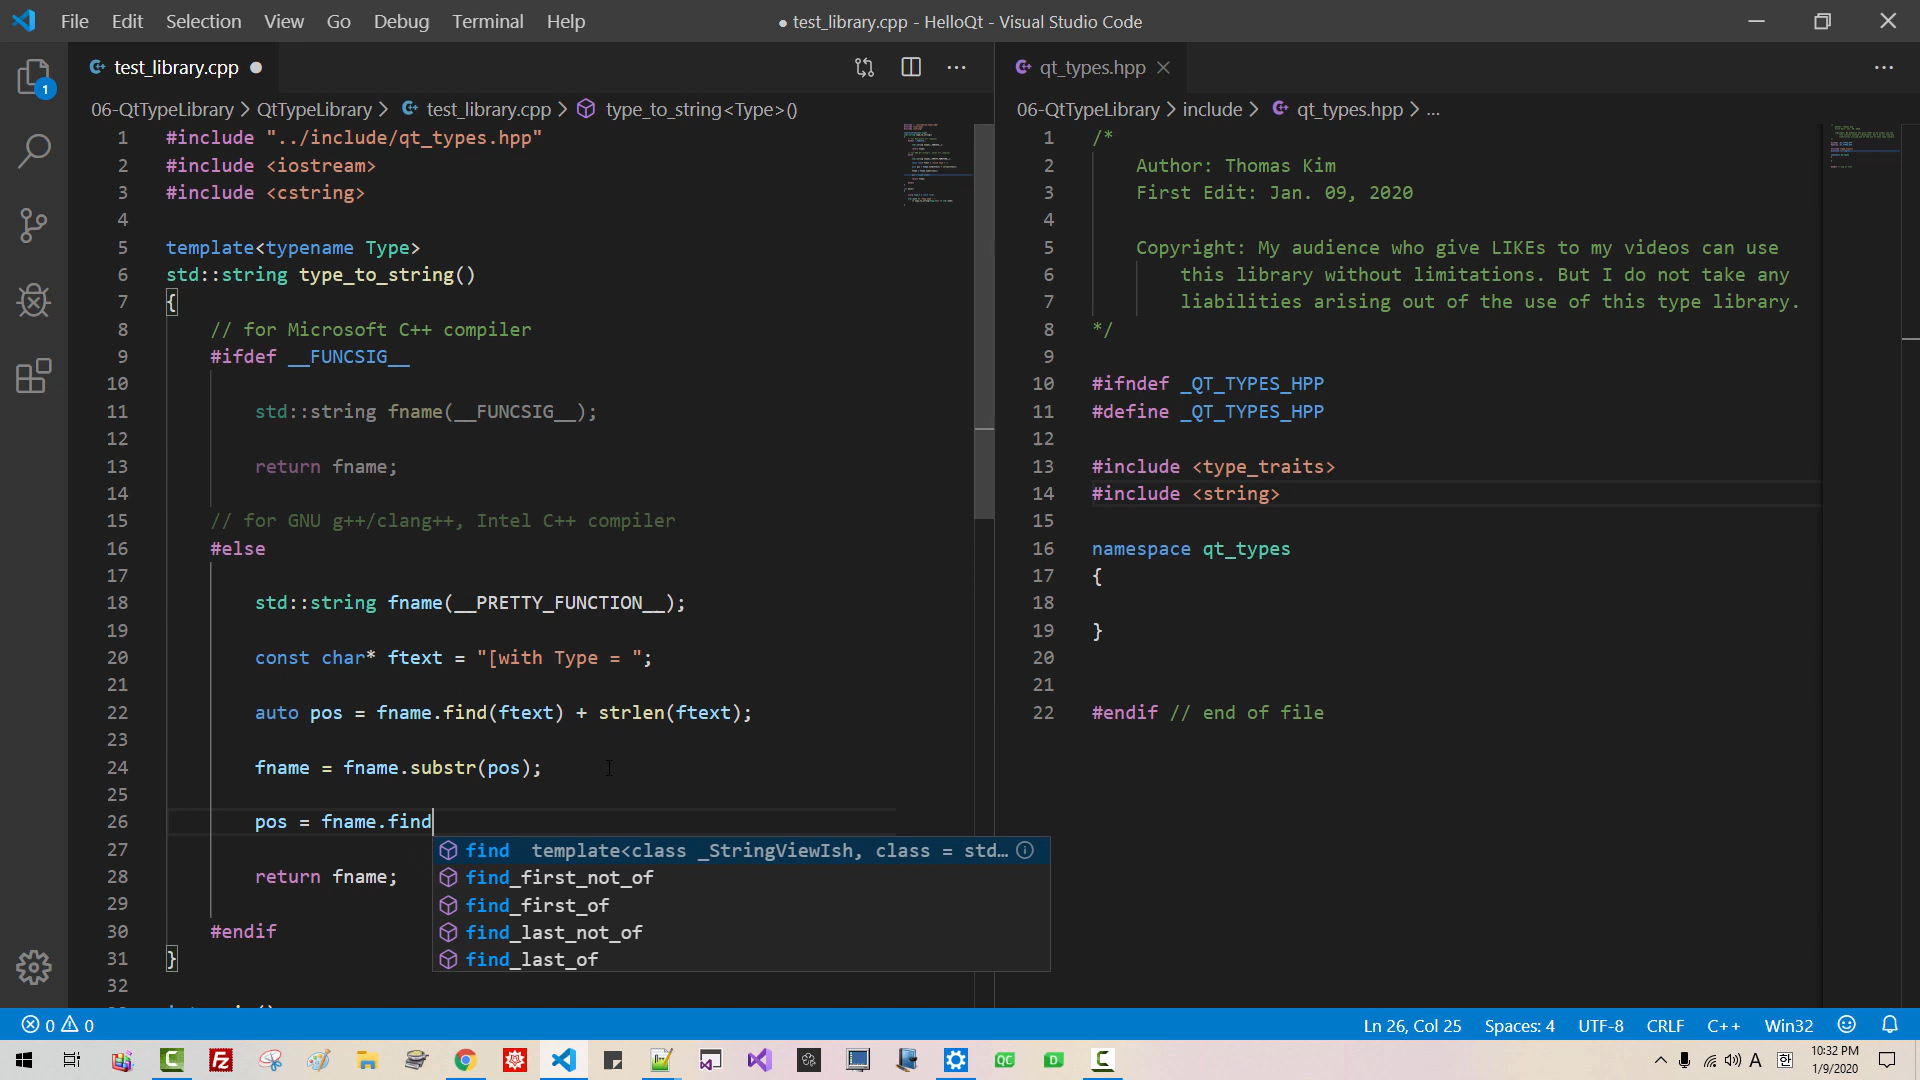 File Edit Selection View Go Debug Terminal Help
● test_library.cpp - HelloQt - Visual Studio Code
test_library.cpp ●
06-QtTypeLibrary > QtTypeLibrary > test_library.cpp > type_to_string<Type>()
1 #include "../include/qt_types.hpp"
2 #include <iostream>
3 #include <cstring>
4
5 template<typename Type>
6 std::string type_to_string()
7 {
8 // for Microsoft C++ compiler
9 #ifdef __FUNCSIG__
10
11 std::string fname(__FUNCSIG__);
12
13 return fname;
14
15 // for GNU g++/clang++, Intel C++ compiler
16 #else
17
18 std::string fname(__PRETTY_FUNCTION__);
19
20 const char* ftext = "[with Type = ";
21
22 auto pos = fname.find(ftext) + strlen(ftext);
23
24 fname = fname.substr(pos);
25
26 pos = fname.find
27
28 return fname;
29
30 #endif
31 }
32
find template<class _StringViewIsh, class = std…
find_first_not_of
find_first_of
find_last_not_of
find_last_of
qt_types.hpp
06-QtTypeLibrary > include > qt_types.hpp > ...
1 /*
2 Author: Thomas Kim
3 First Edit: Jan. 09, 2020
4
5 Copyright: My audience who give LIKEs to my videos can use
6 this library without limitations. But I do not take any
7 liabilities arising out of the use of this type library.
8 */
9
10 #ifndef _QT_TYPES_HPP
11 #define _QT_TYPES_HPP
12
13 #include <type_traits>
14 #include <string>
15
16 namespace qt_types
17 {
18
19 }
20
21
22 #endif // end of file
1
0 0
Ln 26, Col 25 Spaces: 4 UTF-8 CRLF C++ Win32
A 한 10:32 PM
1/9/2020